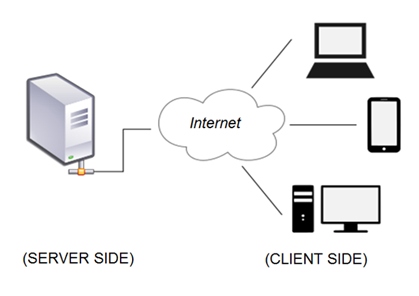 Internet
(SERVER SIDE)
(CLIENT SIDE)